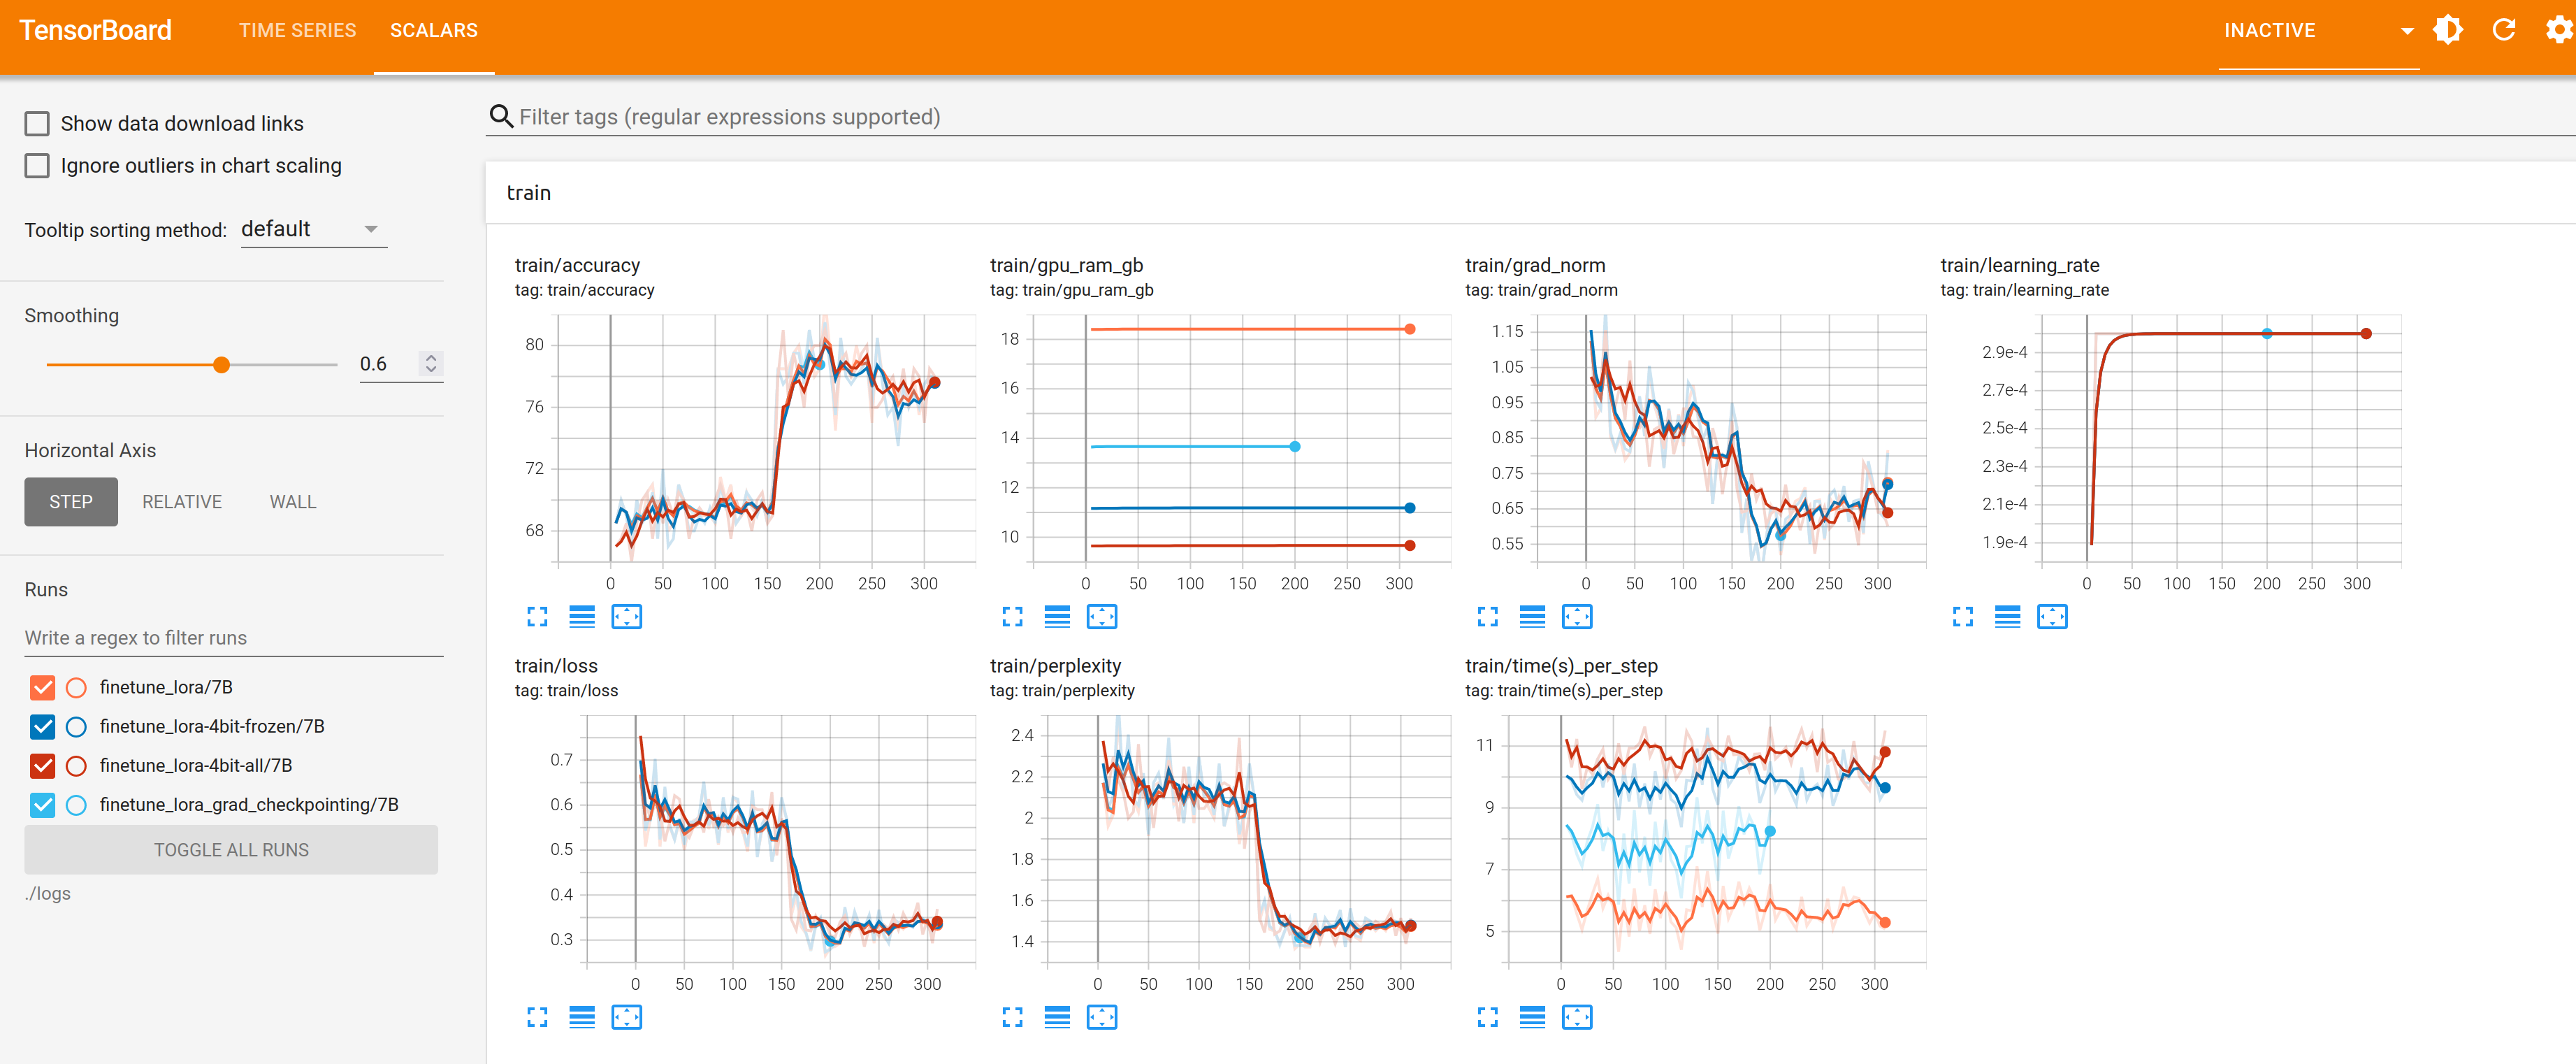 TensorBoard
TIME SERIES
SCALARS
INACTIVE
Show data download links
Ignore outliers in chart scaling
Tooltip sorting method: default
Smoothing
0.6
Horizontal Axis
STEP
RELATIVE
WALL
Runs
Write a regex to filter runs
finetune_lora/7B
finetune_lora-4bit-frozen/7B
finetune_lora-4bit-all/7B
finetune_lora_grad_checkpointing/7B
TOGGLE ALL RUNS
./logs
Filter tags (regular expressions supported)
train
train/accuracy
tag: train/accuracy
80
76
72
68
0 50 100 150 200 250 300
train/gpu_ram_gb
tag: train/gpu_ram_gb
18
16
14
12
10
0 50 100 150 200 250 300
train/grad_norm
tag: train/grad_norm
1.15
1.05
0.95
0.85
0.75
0.65
0.55
0 50 100 150 200 250 300
train/learning_rate
tag: train/learning_rate
2.9e-4
2.7e-4
2.5e-4
2.3e-4
2.1e-4
1.9e-4
0 50 100 150 200 250 300
train/loss
tag: train/loss
0.7
0.6
0.5
0.4
0.3
0 50 100 150 200 250 300
train/perplexity
tag: train/perplexity
2.4
2.2
2
1.8
1.6
1.4
0 50 100 150 200 250 300
train/time(s)_per_step
tag: train/time(s)_per_step
11
9
7
5
0 50 100 150 200 250 300